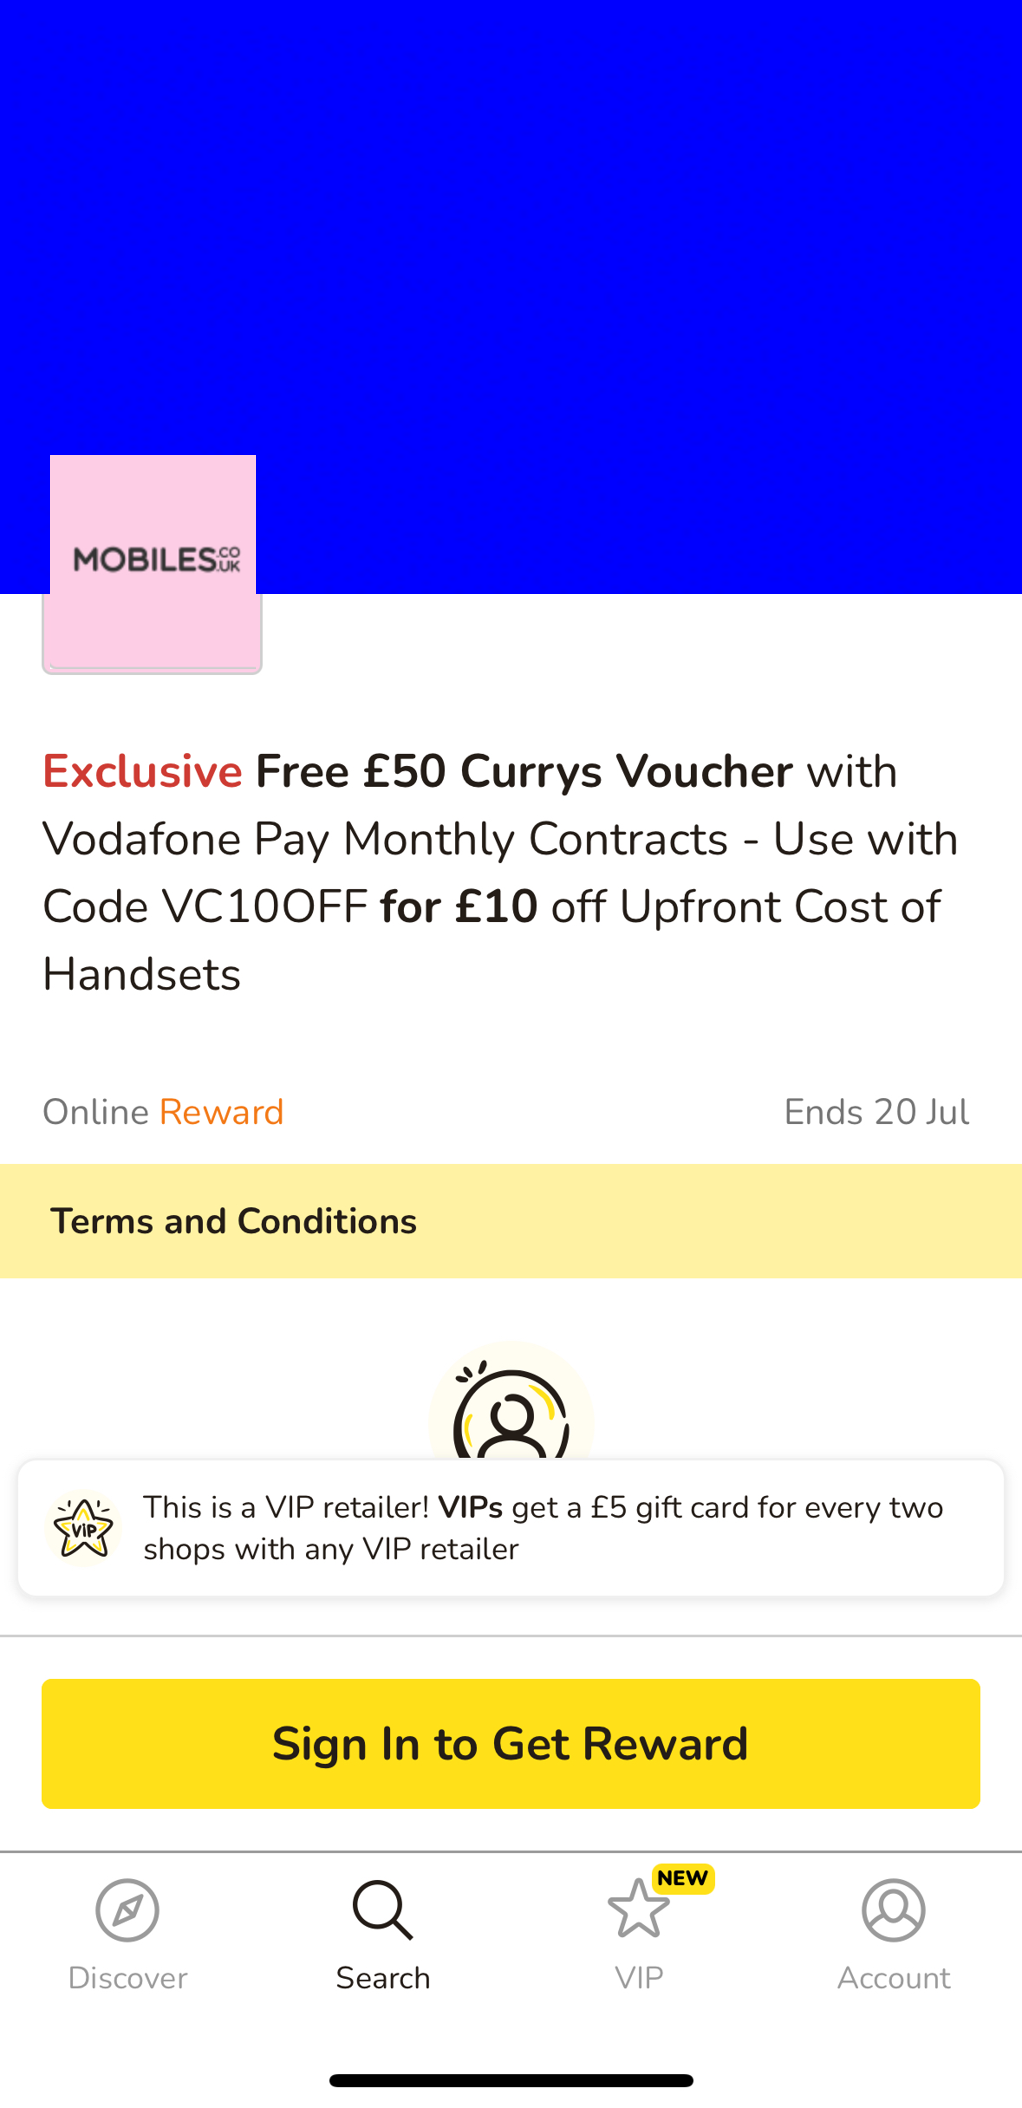 MOBILES.CO.UK
Exclusive Free £50 Currys Voucher with
Vodafone Pay Monthly Contracts - Use with
Code VC10OFF for £10 off Upfront Cost of
Handsets
Online Reward
Ends 20 Jul
Terms and Conditions
ViP
This is a VIP retailer! VIPs get a £5 gift card for every two
shops with any VIP retailer
Sign In to Get Reward
NEW
Discover
Search
VIP
Account